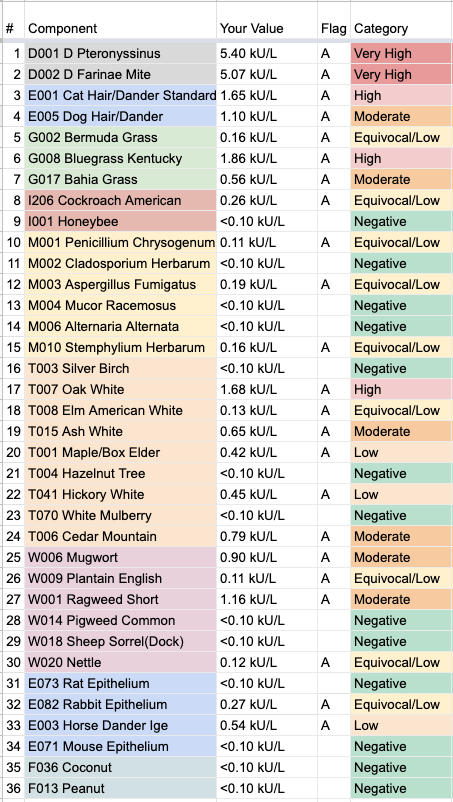 # Component Your Value Flag Category
1 D001 D Pteronyssinus 5.40 kU/L A Very High
2 D002 D Farinae Mite 5.07 kU/L A Very High
3 E001 Cat Hair/Dander Standard 1.65 kU/L A High
4 E005 Dog Hair/Dander 1.10 kU/L A Moderate
5 G002 Bermuda Grass 0.16 kU/L A Equivocal/Low
6 G008 Bluegrass Kentucky 1.86 kU/L A High
7 G017 Bahia Grass 0.56 kU/L A Moderate
8 I206 Cockroach American 0.26 kU/L A Equivocal/Low
9 I001 Honeybee <0.10 kU/L Negative
10 M001 Penicillium Chrysogenum 0.11 kU/L A Equivocal/Low
11 M002 Cladosporium Herbarum <0.10 kU/L Negative
12 M003 Aspergillus Fumigatus 0.19 kU/L A Equivocal/Low
13 M004 Mucor Racemosus <0.10 kU/L Negative
14 M006 Alternaria Alternata <0.10 kU/L Negative
15 M010 Stemphylium Herbarum 0.16 kU/L A Equivocal/Low
16 T003 Silver Birch <0.10 kU/L Negative
17 T007 Oak White 1.68 kU/L A High
18 T008 Elm American White 0.13 kU/L A Equivocal/Low
19 T015 Ash White 0.65 kU/L A Moderate
20 T001 Maple/Box Elder 0.42 kU/L A Low
21 T004 Hazelnut Tree <0.10 kU/L Negative
22 T041 Hickory White 0.45 kU/L A Low
23 T070 White Mulberry <0.10 kU/L Negative
24 T006 Cedar Mountain 0.79 kU/L A Moderate
25 W006 Mugwort 0.90 kU/L A Moderate
26 W009 Plantain English 0.11 kU/L A Equivocal/Low
27 W001 Ragweed Short 1.16 kU/L A Moderate
28 W014 Pigweed Common <0.10 kU/L Negative
29 W018 Sheep Sorrel(Dock) <0.10 kU/L Negative
30 W020 Nettle 0.12 kU/L A Equivocal/Low
31 E073 Rat Epithelium <0.10 kU/L Negative
32 E082 Rabbit Epithelium 0.27 kU/L A Equivocal/Low
33 E003 Horse Dander Ige 0.54 kU/L A Low
34 E071 Mouse Epithelium <0.10 kU/L Negative
35 F036 Coconut <0.10 kU/L Negative
36 F013 Peanut <0.10 kU/L Negative